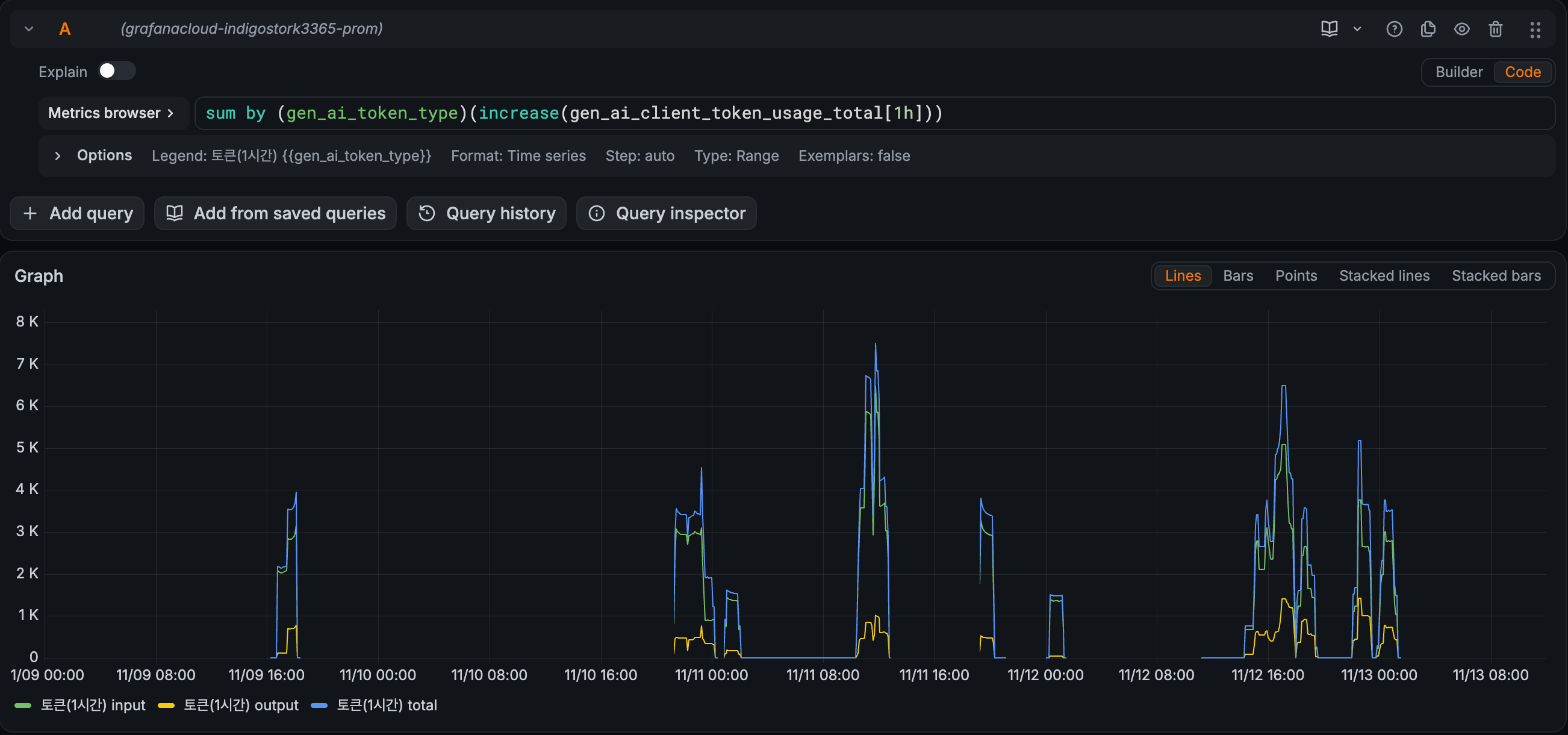 A (grafanacloud-indigostork3365-prom)
Explain
Builder Code
Metrics browser > sum by (gen_ai_token_type)(increase(gen_ai_client_token_usage_total[1h]))
> Options Legend: 토큰(1시간) {{gen_ai_token_type}} Format: Time series Step: auto Type: Range Exemplars: false
+ Add query Add from saved queries Query history Query inspector
Graph
Lines Bars Points Stacked lines Stacked bars
8 K
7 K
6 K
5 K
4 K
3 K
2 K
1 K
0
1/09 00:00 11/09 08:00 11/09 16:00 11/10 00:00 11/10 08:00 11/10 16:00 11/11 00:00 11/11 08:00 11/11 16:00 11/12 00:00 11/12 08:00 11/12 16:00 11/13 00:00 11/13 08:00
토큰(1시간) input 토큰(1시간) output 토큰(1시간) total